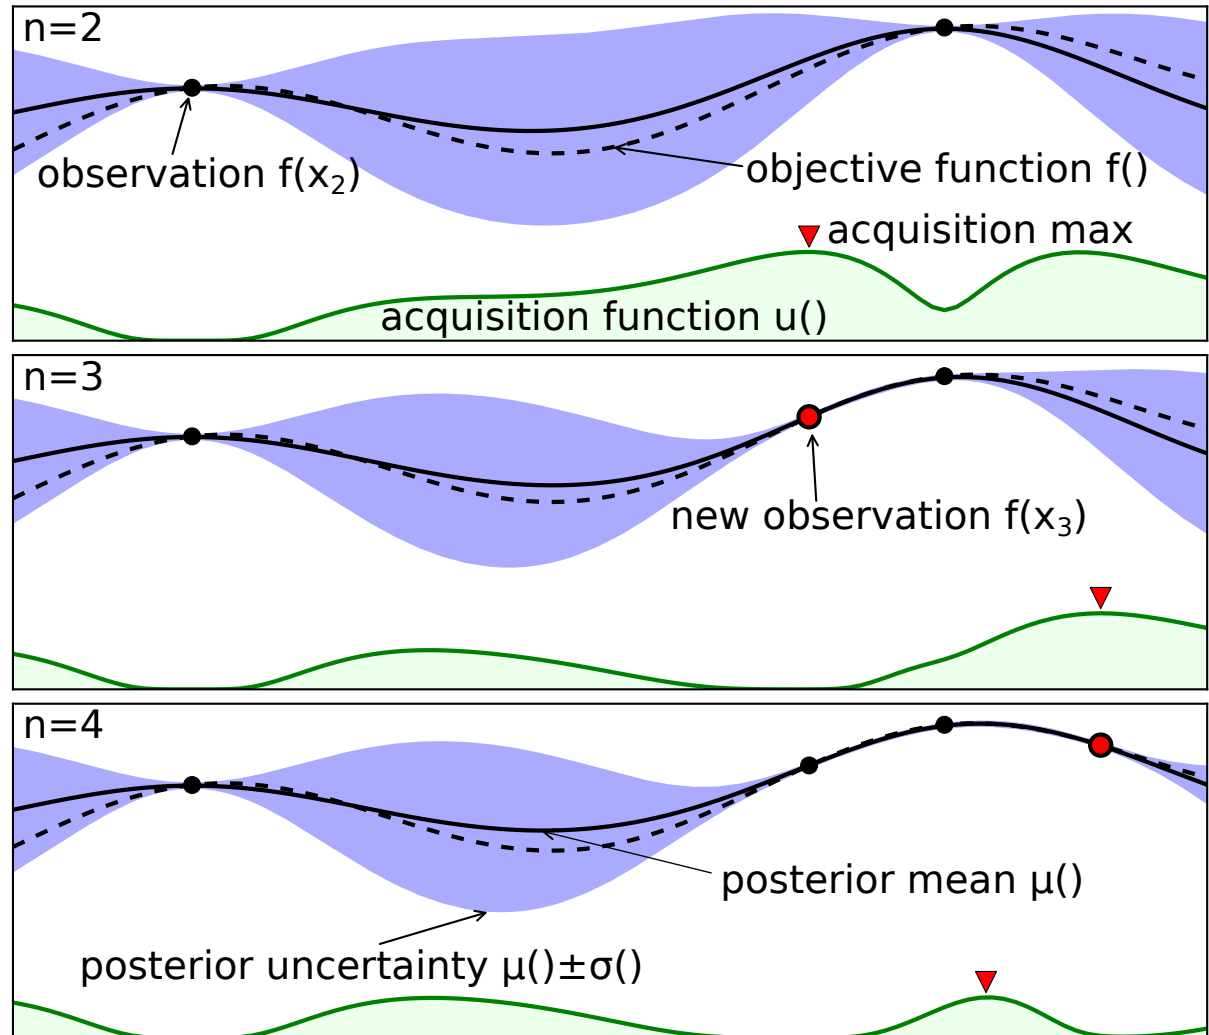 n=2
observation f(x₂)
objective function f()
acquisition max
acquisition function u()
n=3
new observation f(x₃)
n=4
posterior mean μ()
posterior uncertainty μ()±σ()